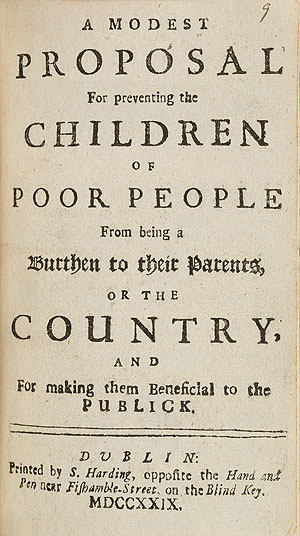 9
A MODEST
PROPOSAL
For preventing the
CHILDREN
OF
POOR PEOPLE
From being a
Burthen to their Parents,
OR THE
COUNTRY,
AND
For making them Beneficial to the
PUBLICK.
DVBLIN:
Printed by S. Harding, opposite the Hand and
Pen near Fiſhamble-Street, on the Blind Key.
MDCCXXIX.